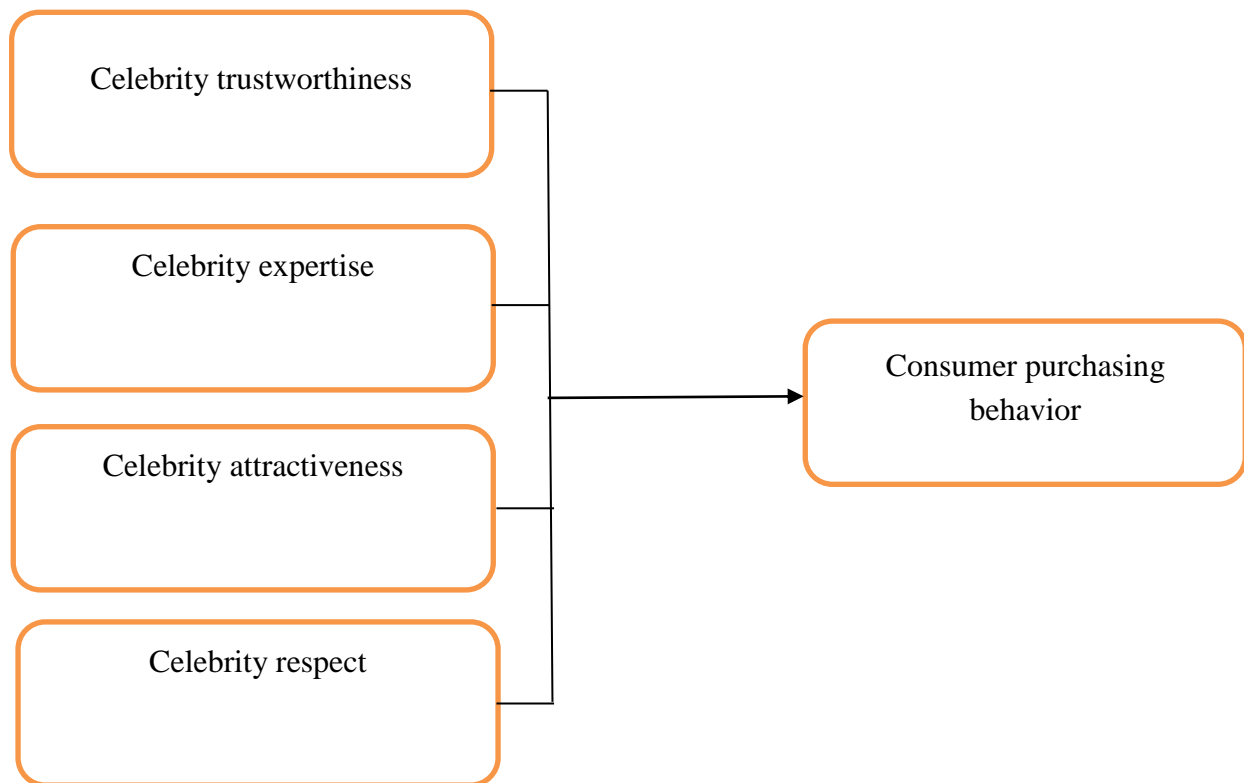 Celebrity trustworthiness
Celebrity expertise
Celebrity attractiveness
Celebrity respect
Consumer purchasing
behavior